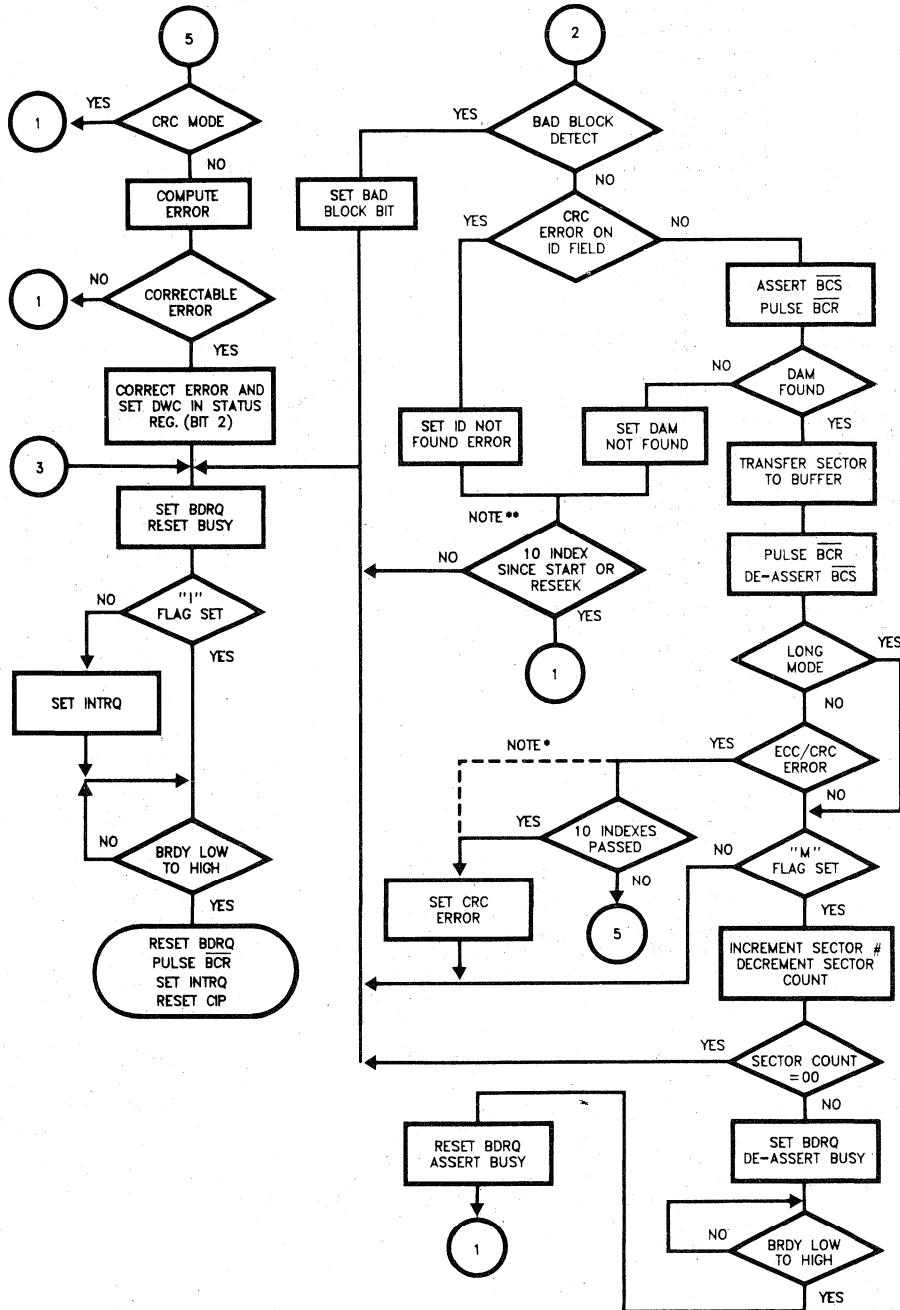 5
YES
1
CRC MODE
NO
COMPUTE
ERROR
NO
1
CORRECTABLE
ERROR
YES
CORRECT ERROR AND
SET DWC IN STATUS
REG. (BIT 2)
3
SET BDRQ
RESET BUSY
NO
"I"
FLAG SET
YES
SET INTRQ
NO
BRDY LOW
TO HIGH
YES
RESET BDRQ
PULSE BCR
SET INTRQ
RESET CIP
2
YES
BAD BLOCK
DETECT
NO
SET BAD
BLOCK BIT
YES
CRC
ERROR ON
ID FIELD
NO
ASSERT BCS
PULSE BCR
NO
DAM
FOUND
YES
SET ID NOT
FOUND ERROR
SET DAM
NOT FOUND
TRANSFER SECTOR
TO BUFFER
NOTE **
NO
10 INDEX
SINCE START OR
RESEEK
YES
1
PULSE BCR
DE-ASSERT BCS
LONG
MODE
YES
NO
NOTE *
YES
ECC/CRC
ERROR
NO
YES
10 INDEXES
PASSED
NO
5
SET CRC
ERROR
NO
"M"
FLAG SET
YES
INCREMENT SECTOR #
DECREMENT SECTOR
COUNT
YES
SECTOR COUNT
=00
NO
SET BDRQ
DE-ASSERT BUSY
RESET BDRQ
ASSERT BUSY
1
NO
BRDY LOW
TO HIGH
YES